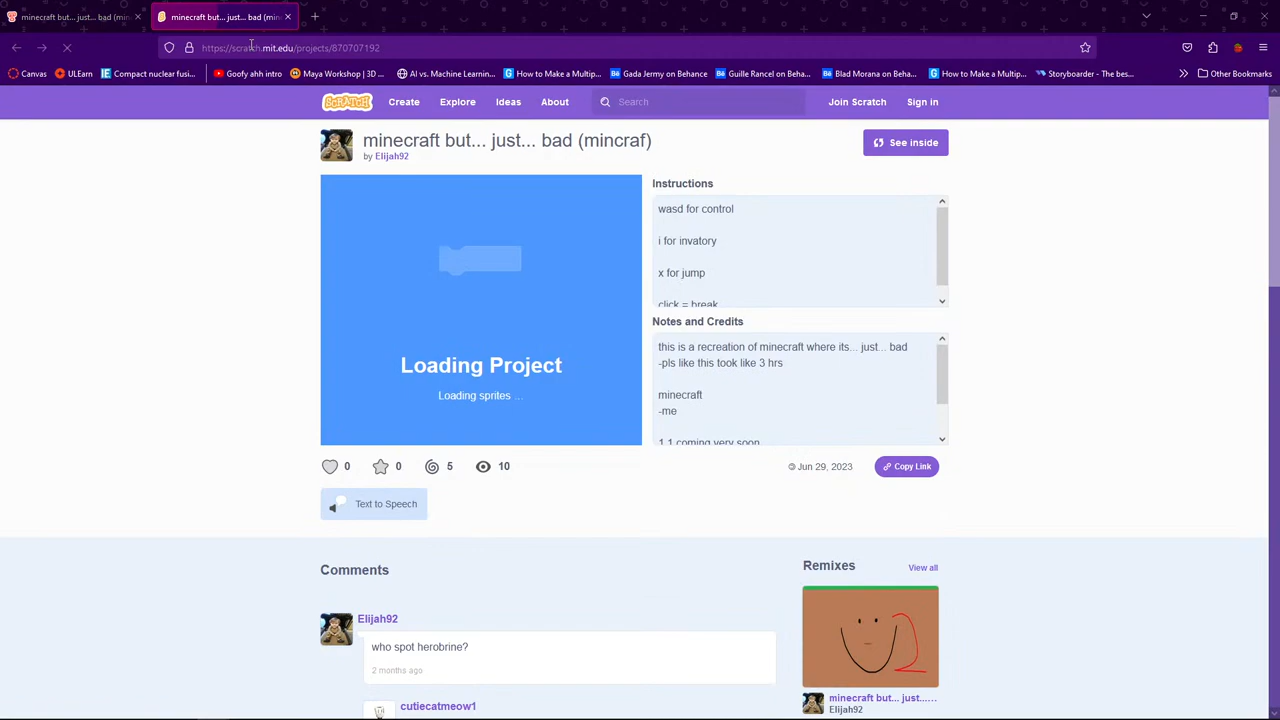 minecraft but... just... bad (min
minecraft but... just... bad (min
https://scratch.mit.edu/projects/870707192
Canvas
ULEarn
Compact nuclear fusi...
Goofy ahh intro
Maya Workshop | 3D ...
AI vs. Machine Learnin...
How to Make a Multip...
Gada Jermy on Behance
Guille Rancel on Beha...
Blad Morana on Beha...
How to Make a Multip...
Storyboarder - The bes...
Other Bookmarks
SCRATCH
Create
Explore
Ideas
About
Search
Join Scratch
Sign in
minecraft but... just... bad (mincraf)
by Elijah92
See inside
Loading Project
Loading sprites ...
Instructions
wasd for control
i for invatory
x for jump
click = break
Notes and Credits
this is a recreation of minecraft where its... just... bad
-pls like this took like 3 hrs
minecraft
-me
1.1 coming very soon
0
0
5
10
© Jun 29, 2023
Copy Link
Text to Speech
Comments
Elijah92
who spot herobrine?
2 months ago
cutiecatmeow1
Remixes
View all
minecraft but... just...…
Elijah92